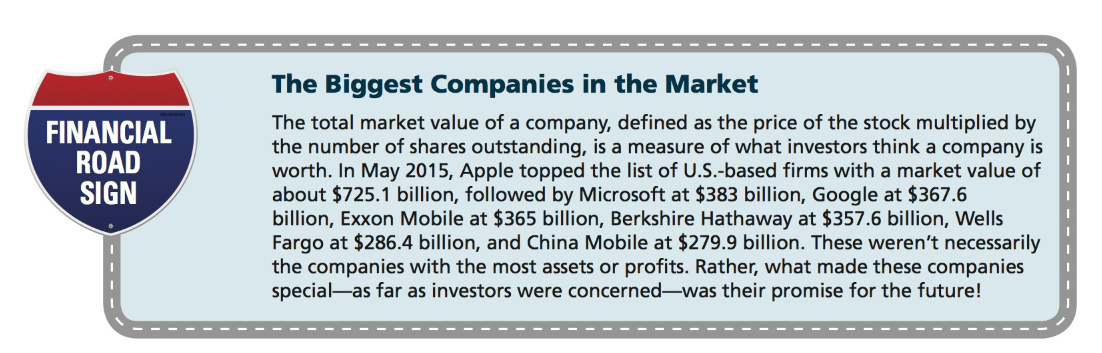 FINANCIAL
ROAD
SIGN
The Biggest Companies in the Market
The total market value of a company, defined as the price of the stock multiplied by
the number of shares outstanding, is a measure of what investors think a company is
worth. In May 2015, Apple topped the list of U.S.-based firms with a market value of
about $725.1 billion, followed by Microsoft at $383 billion, Google at $367.6
billion, Exxon Mobile at $365 billion, Berkshire Hathaway at $357.6 billion, Wells
Fargo at $286.4 billion, and China Mobile at $279.9 billion. These weren’t necessarily
the companies with the most assets or profits. Rather, what made these companies
special—as far as investors were concerned—was their promise for the future!